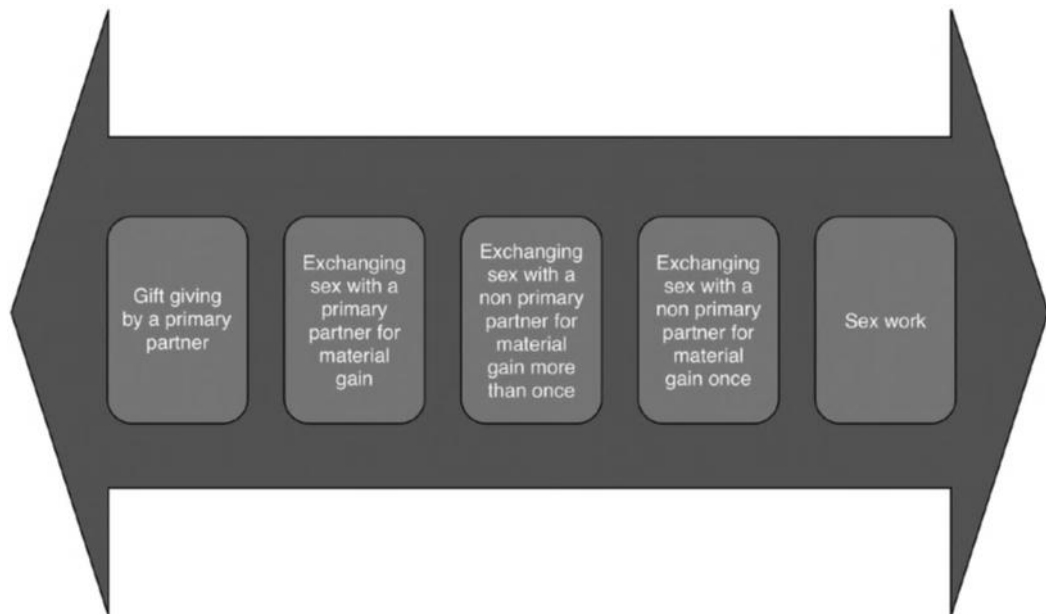 Gift giving
by a primary
partner
Exchanging
sex with a
primary
partner for
material
gain
Exchanging
sex with a
non primary
partner for
material
gain more
than once
Exchanging
sex with a
non primary
partner for
material
gain once
Sex work